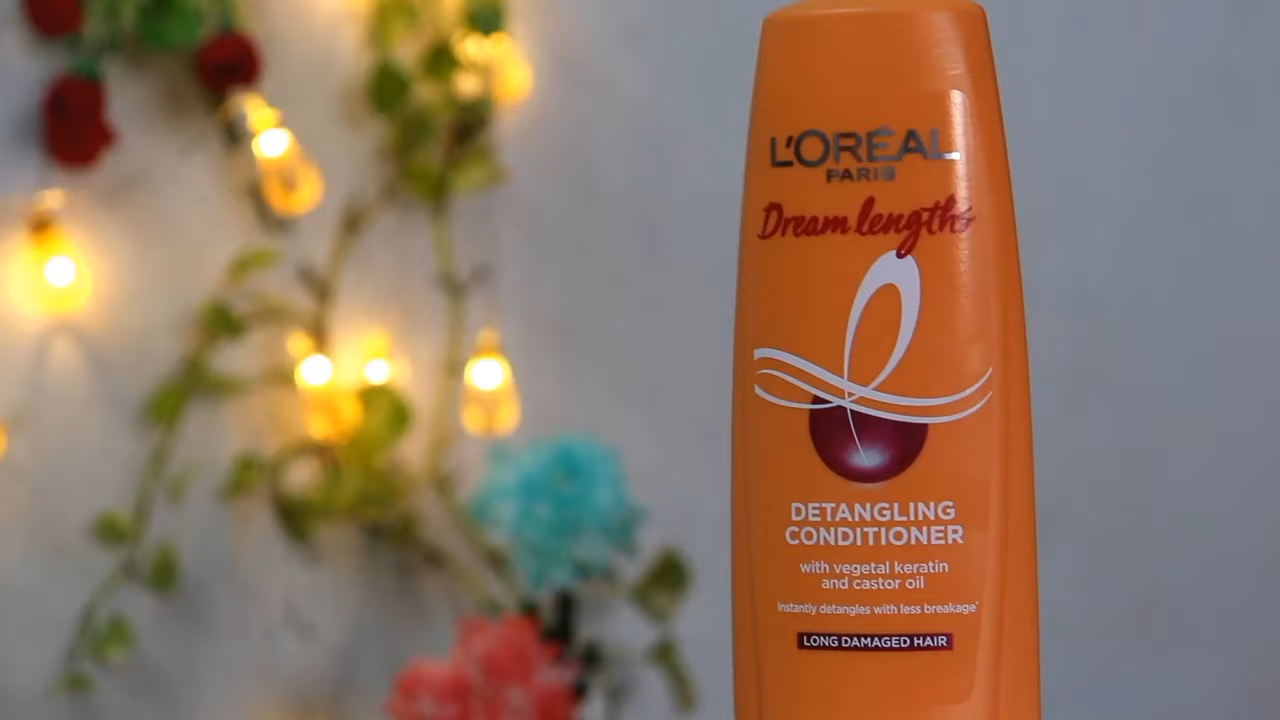 L'ORÉAL
PARIS
Dream lengths
DETANGLING
CONDITIONER
with vegetal keratin
and castor oil
Instantly detangles with less breakage*
LONG DAMAGED HAIR